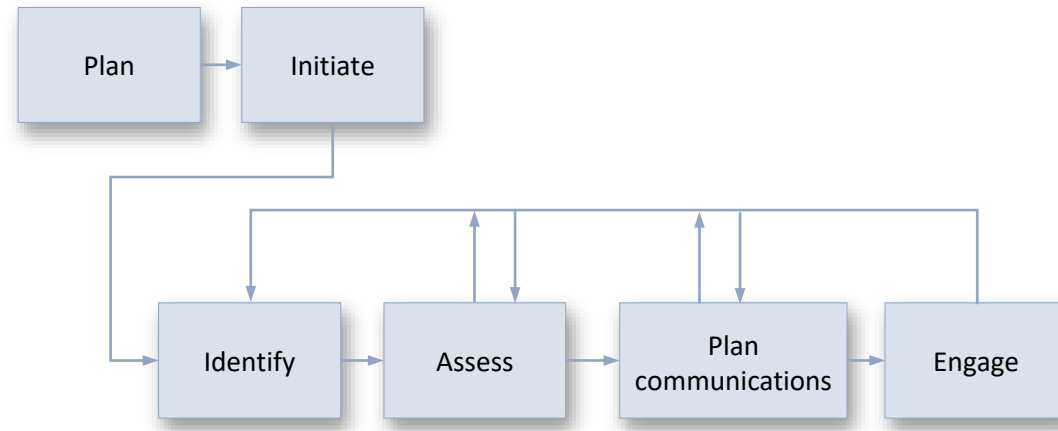 Plan
Initiate
Identify
Assess
Plan
communications
Engage